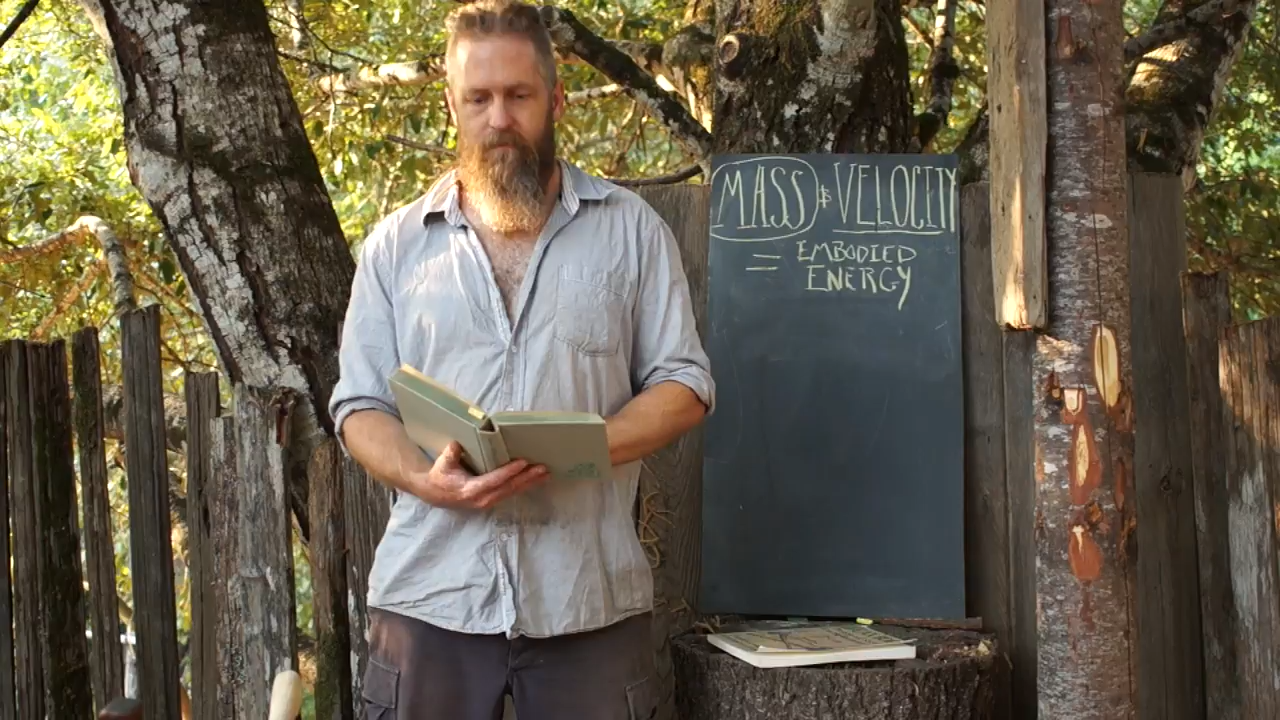 MASS & VELOCITY
= EMBODIED
ENERGY